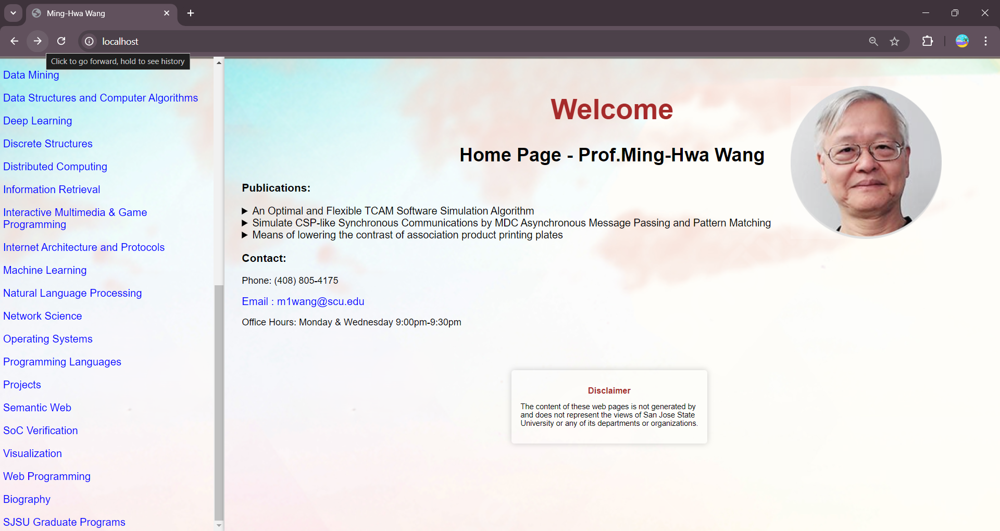 Ming-Hwa Wang
localhost
Click to go forward, hold to see history
Data Mining
Data Structures and Computer Algorithms
Deep Learning
Discrete Structures
Distributed Computing
Information Retrieval
Interactive Multimedia & Game
Programming
Internet Architecture and Protocols
Machine Learning
Natural Language Processing
Network Science
Operating Systems
Programming Languages
Projects
Semantic Web
SoC Verification
Visualization
Web Programming
Biography
SJSU Graduate Programs
Welcome
Home Page - Prof.Ming-Hwa Wang
Publications:
An Optimal and Flexible TCAM Software Simulation Algorithm
Simulate CSP-like Synchronous Communications by MDC Asynchronous Message Passing and Pattern Matching
Means of lowering the contrast of association product printing plates
Contact:
Phone: (408) 805-4175
Email : m1wang@scu.edu
Office Hours: Monday & Wednesday 9:00pm-9:30pm
Disclaimer
The content of these web pages is not generated by
and does not represent the views of San Jose State
University or any of its departments or organizations.